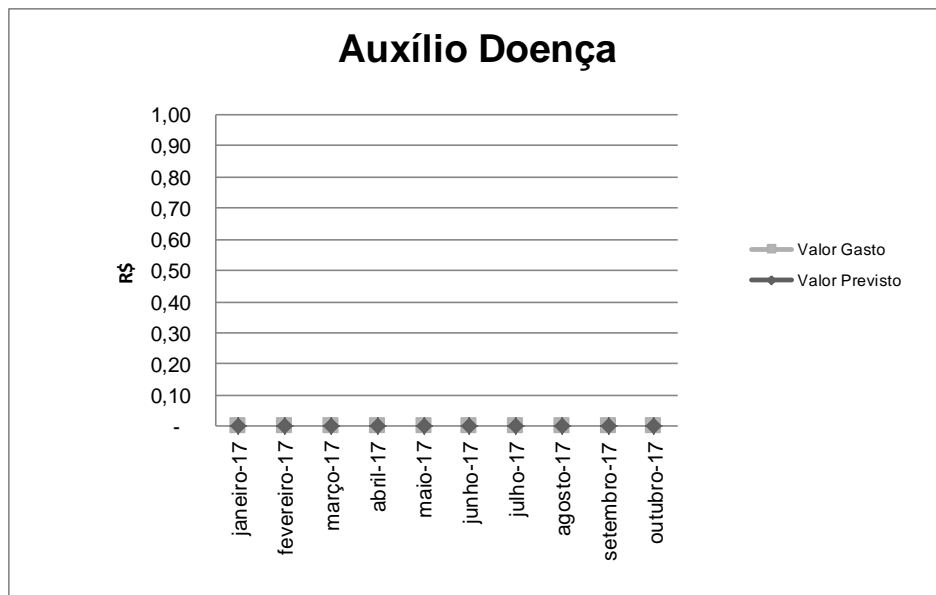 Auxílio Doença
1,00
0,90
0,80
0,70
0,60
0,50
0,40
0,30
0,20
0,10
-
R$
janeiro-17
fevereiro-17
março-17
abril-17
maio-17
junho-17
julho-17
agosto-17
setembro-17
outubro-17
Valor Gasto
Valor Previsto